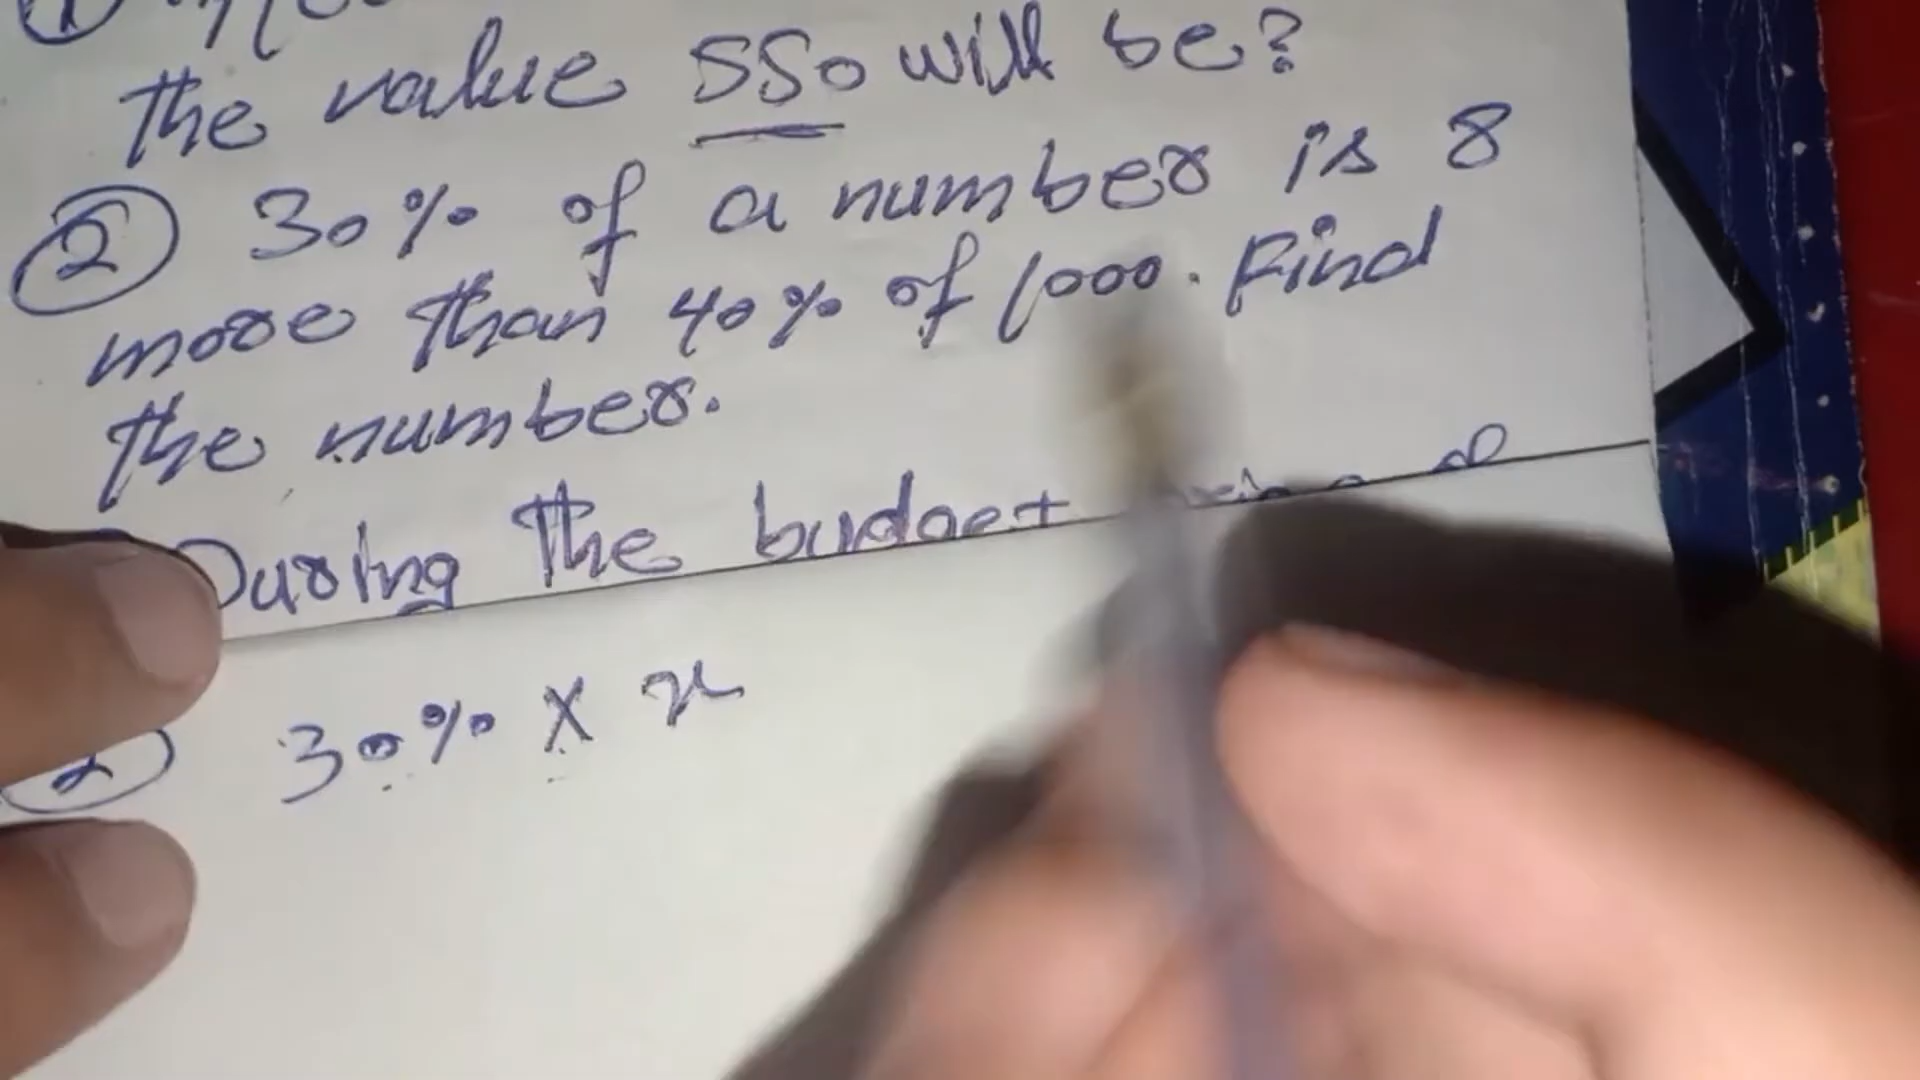 the value 550 will be?
② 30% of a number is 8
more than 40% of 1000. Find
the number.
During the budget
② 30% X x